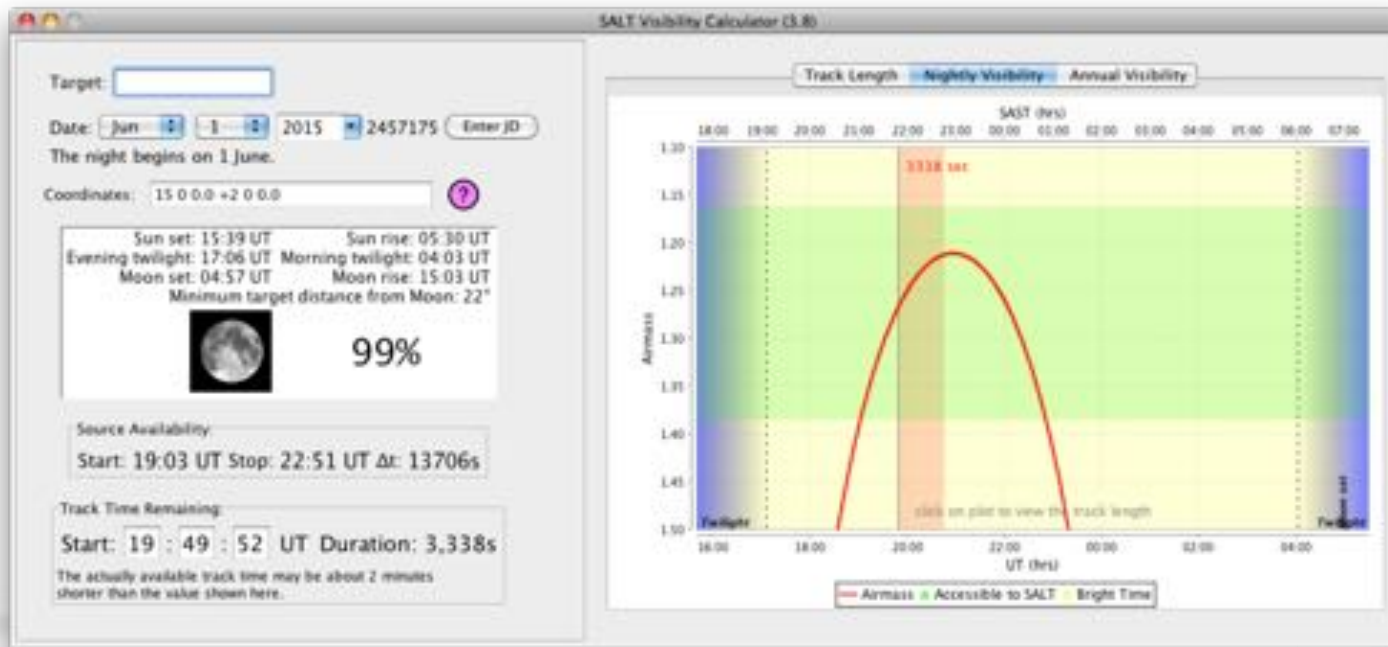 SALT Visibility Calculator (3.8)
Target:
Date: Jun 1 2015 2457175 Enter JD
The night begins on 1 June.
Coordinates: 15 0 0.0 +2 0 0.0 ?
Sun set: 15:39 UT Sun rise: 05:30 UT
Evening twilight: 17:06 UT Morning twilight: 04:03 UT
Moon set: 04:57 UT Moon rise: 15:03 UT
Minimum target distance from Moon: 22°
99%
Source Availability:
Start: 19:03 UT Stop: 22:51 UT Δt: 13706s
Track Time Remaining:
Start: 19 : 49 : 52 UT Duration: 3,338s
The actually available track time may be about 2 minutes
shorter than the value shown here.
Track Length Nightly Visibility Annual Visibility
SAST (hrs)
18:00 19:00 20:00 21:00 22:00 23:00 00:00 01:00 02:00 03:00 04:00 05:00 06:00 07:00
3338 sec
Airmass
1.10
1.15
1.20
1.25
1.30
1.35
1.40
1.45
1.50
click on plot to view the track length
Twilight
16:00 18:00 20:00 22:00 00:00 02:00 04:00
UT (hrs)
Airmass Accessible to SALT Bright Time